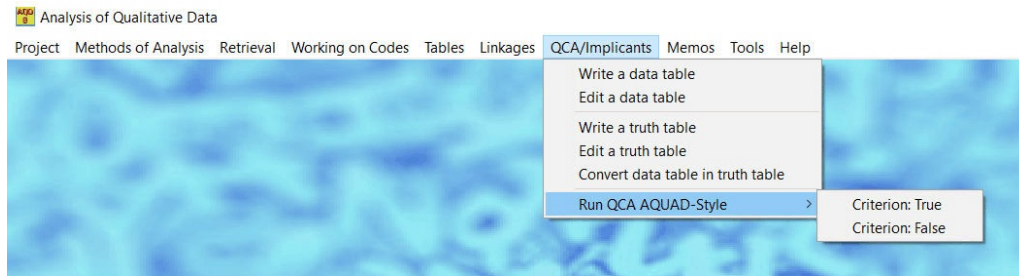 AQD
8
Analysis of Qualitative Data
Project Methods of Analysis Retrieval Working on Codes Tables Linkages QCA/Implicants Memos Tools Help
Write a data table
Edit a data table
Write a truth table
Edit a truth table
Convert data table in truth table
Run QCA AQUAD-Style >
Criterion: True
Criterion: False